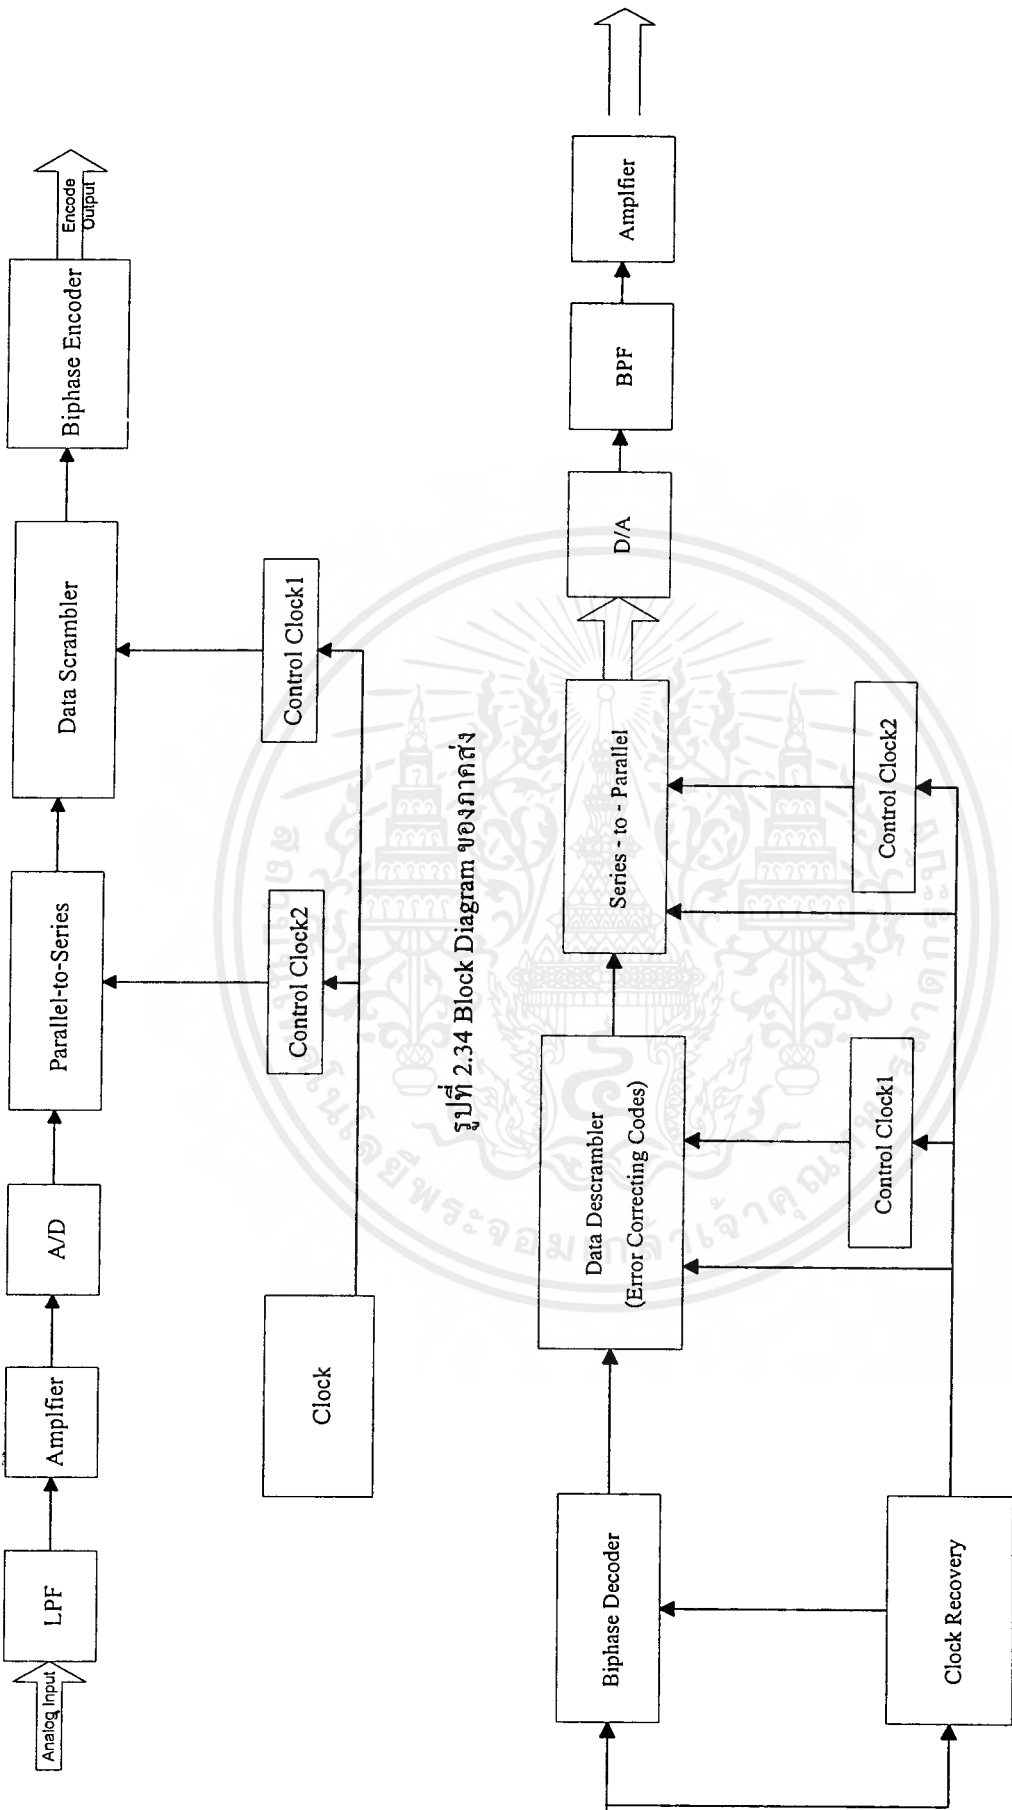 Analog Input
LPF
Amplfier
A/D
Parallel-to-Series
Data Scrambler
Biphase Encoder
Encode
Output
Clock
Control Clock2
Control Clock1
รูปที่ 2.34 Block Diagram ของภาคส่ง
Biphase Decoder
Data Descrambler
(Error Correcting Codes)
Series - to - Parallel
D/A
BPF
Amplfier
Clock Recovery
Control Clock1
Control Clock2